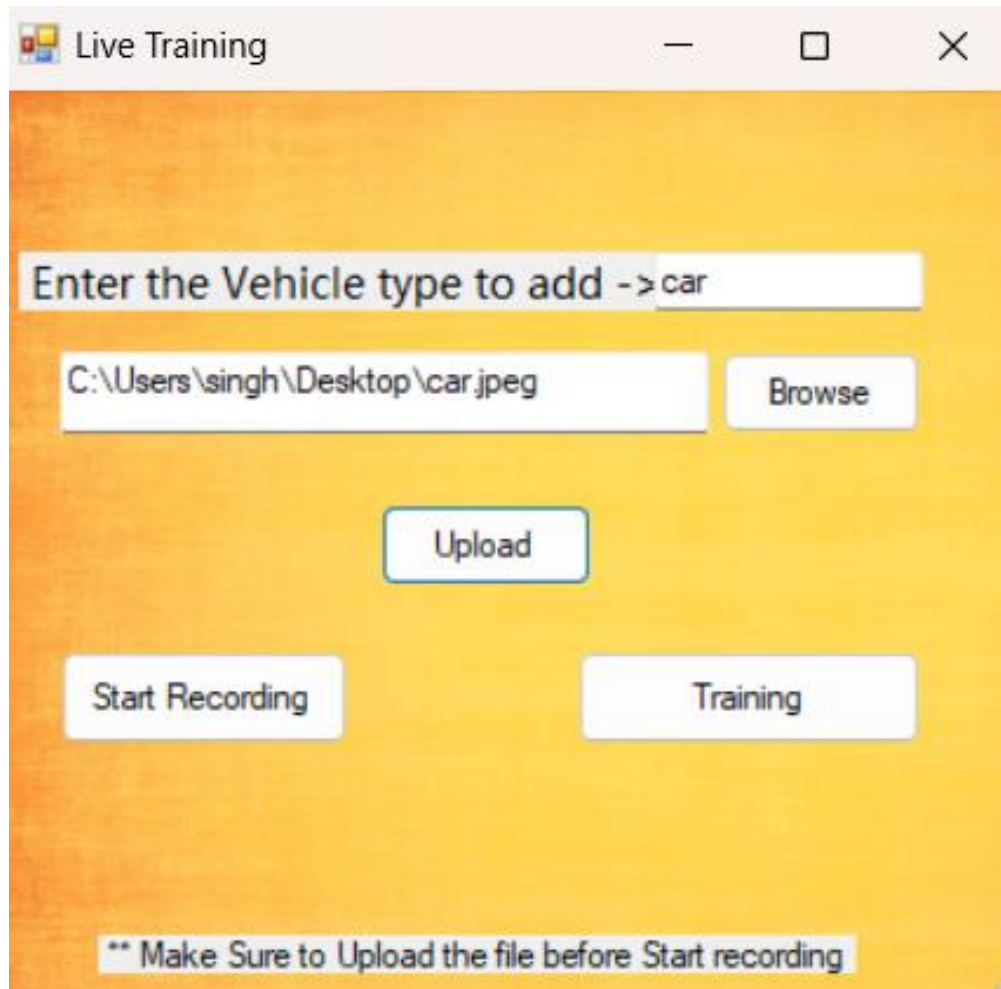 Live Training
Enter the Vehicle type to add -> car
C:\Users\singh\Desktop\car.jpeg
Browse
Upload
Start Recording
Training
** Make Sure to Upload the file before Start recording